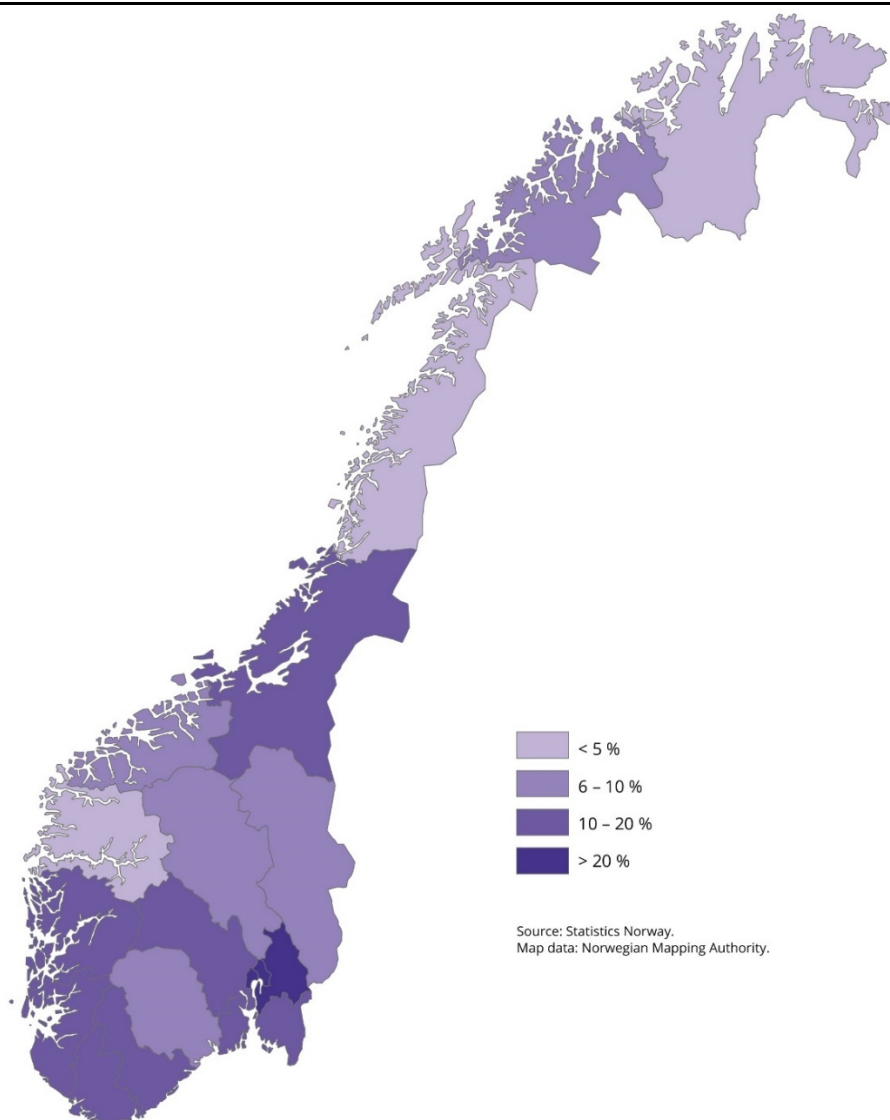 < 5 %
6 – 10 %
10 – 20 %
> 20 %
Source: Statistics Norway.
Map data: Norwegian Mapping Authority.